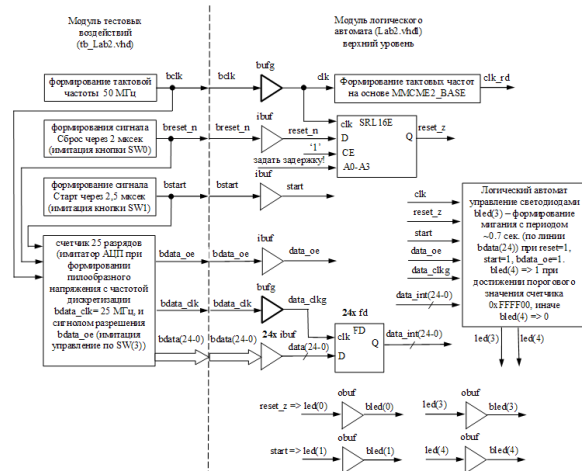 Модуль тестовых
воздействий
(tb_Lab2.vhd)
Модуль логического
автомата (Lab2.vhdl)
верхний уровень
формирование тактовой
частоты 50 МГц
bclk
bclk
bufg
clk
Формирование тактовых частот
на основе MMCME2_BASE
clk_rd
формирования сигнала
Сброс через 2 мксек
(имитация кнопки SW0)
breset_n
breset_n
ibuf
reset_n
clk
SRL16E
D
Q
reset_z
'1'
CE
задать задержку!
A0-A3
формирование сигнала
Старт через 2,5 мксек
(имитация кнопки SW1)
bstart
bstart
ibuf
start
счетчик 25 разрядов
(имитатор АЦП при
формировании
пилообразного
напряжения с частотой
дискретизации
bdata_clk= 25 МГц, и
сигналом разрешения
bdata_oe (имитация
управление по SW(3))
bdata_oe
bdata_oe
ibuf
data_oe
bdata_clk
bdata_clk
bufg
data_clkg
bdata(24-0)
bdata(24-0)
24x ibuf
data(24-0)
24x fd
FD
clk
Q
D
data_int(24-0)
clk
reset_z
start
data_oe
data_clkg
data_int(24-0)
Логический автомат
управление светодиодами
bled(3) – формирование
мигания с периодом
~0.7 сек. (по линии
bdata(24)) при reset=1,
start=1, bdata_oe=1.
bled(4) => 1 при
достижении порогового
значения счетчика
0xFFFF00, иначе
bled(4) => 0
led(3)
led(4)
reset_z => led(0)
obuf
bled(0)
led(3)
obuf
bled(3)
start => led(1)
obuf
bled(1)
led(4)
obuf
bled(4)